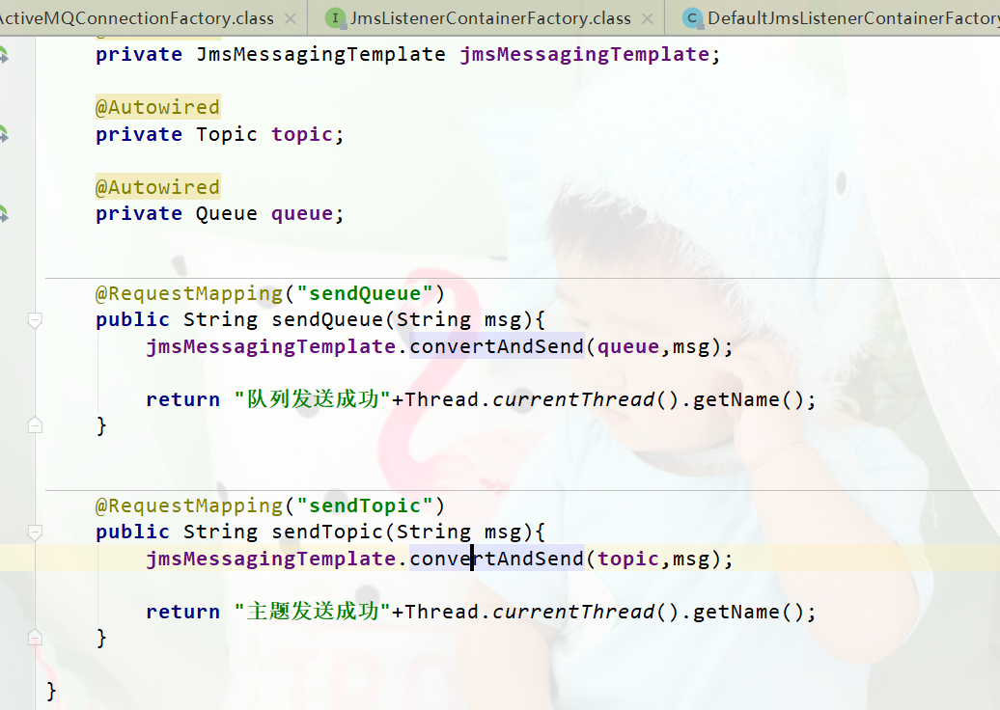 ctiveMQConnectionFactory.class
I JmsListenerContainerFactory.class
C DefaultJmsListenerContainerFactory
private JmsMessagingTemplate jmsMessagingTemplate;
@Autowired
private Topic topic;
@Autowired
private Queue queue;
@RequestMapping("sendQueue")
public String sendQueue(String msg){
jmsMessagingTemplate.convertAndSend(queue,msg);
return "队列发送成功"+Thread.currentThread().getName();
}
@RequestMapping("sendTopic")
public String sendTopic(String msg){
jmsMessagingTemplate.convertAndSend(topic,msg);
return "主题发送成功"+Thread.currentThread().getName();
}
}